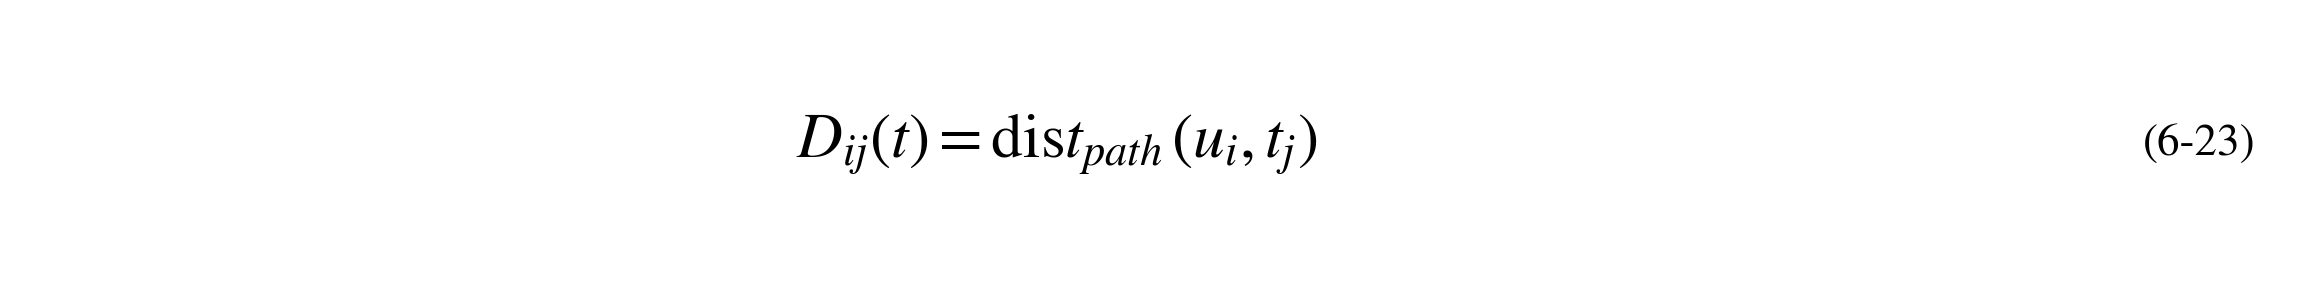 D_{ij}(t) = dist_{path}(u_i, t_j) (6-23)